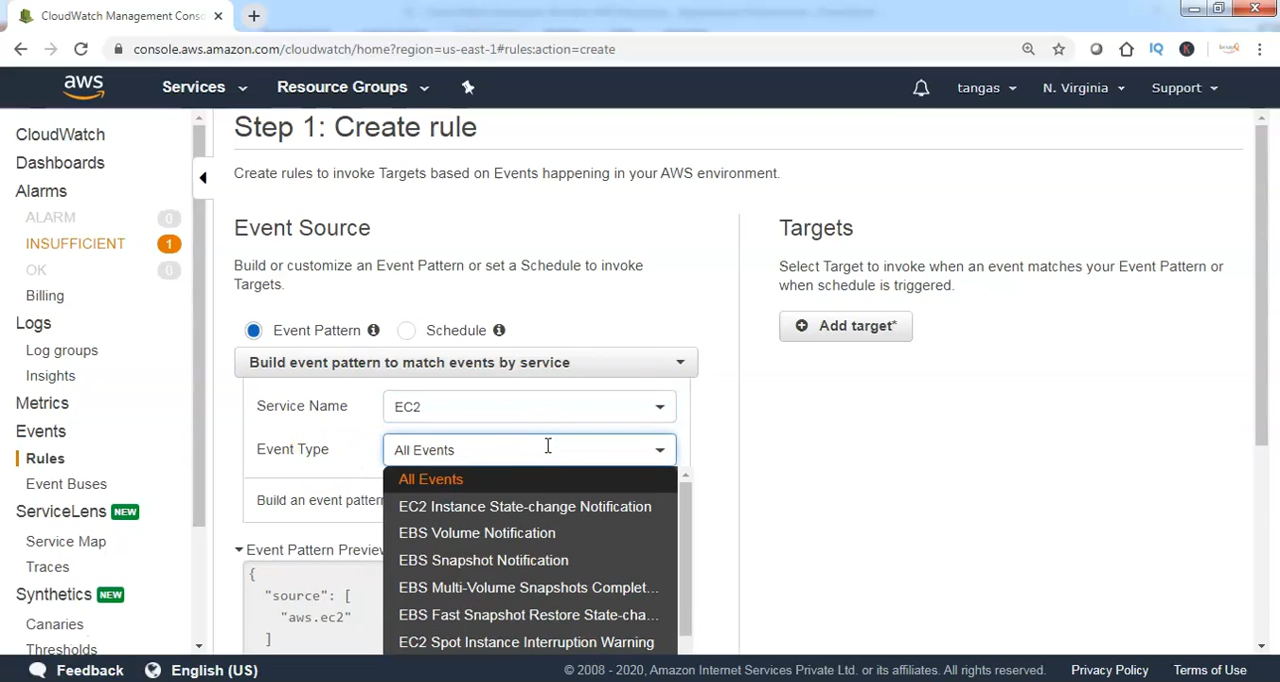 CloudWatch Management Conso
console.aws.amazon.com/cloudwatch/home?region=us-east-1#rules:action=create
IQ
K
aws
Services
Resource Groups
tangas
N. Virginia
Support
CloudWatch
Dashboards
Alarms
ALARM 0
INSUFFICIENT 1
OK 0
Billing
Logs
Log groups
Insights
Metrics
Events
Rules
Event Buses
ServiceLens NEW
Service Map
Traces
Synthetics NEW
Canaries
Thresholds
Step 1: Create rule
Create rules to invoke Targets based on Events happening in your AWS environment.
Event Source
Build or customize an Event Pattern or set a Schedule to invoke
Targets.
Event Pattern
Schedule
Build event pattern to match events by service
Service Name
EC2
Event Type
All Events
All Events
EC2 Instance State-change Notification
EBS Volume Notification
EBS Snapshot Notification
EBS Multi-Volume Snapshots Complet...
EBS Fast Snapshot Restore State-cha...
EC2 Spot Instance Interruption Warning
Build an event patter
Event Pattern Preview
{
"source": [
"aws.ec2"
]
Targets
Select Target to invoke when an event matches your Event Pattern or
when schedule is triggered.
Add target*
Feedback
English (US)
© 2008 - 2020, Amazon Internet Services Private Ltd. or its affiliates. All rights reserved.
Privacy Policy
Terms of Use